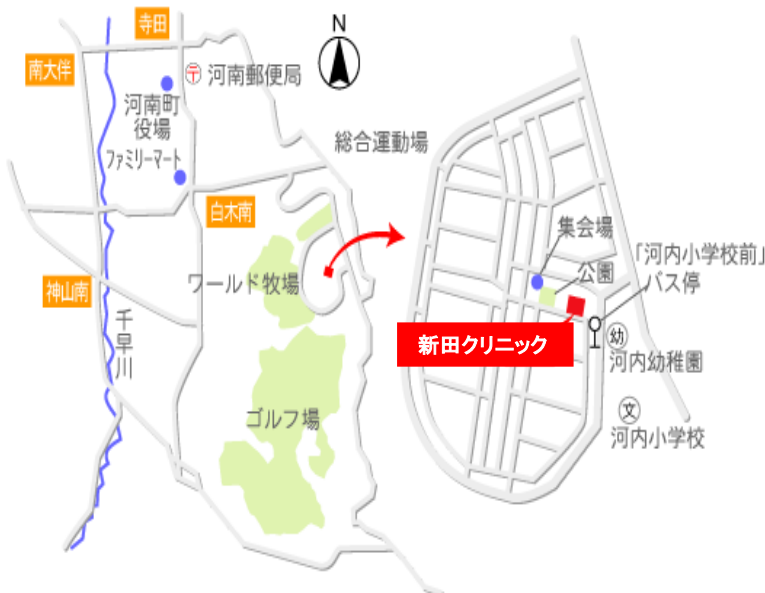 N
寺田
南大伴
〒 河南郵便局
河南町
役場
ファミリーマート
総合運動場
白木南
集会場
「河内小学校前」
バス停
公園
ワールド牧場
神山南
千早川
新田クリニック
幼
河内幼稚園
ゴルフ場
文
河内小学校